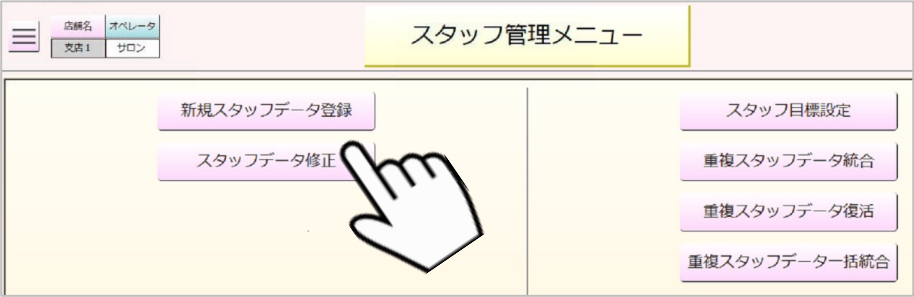 店舗名 オペレータ
支店1 サロン
スタッフ管理メニュー
新規スタッフデータ登録
スタッフデータ修正
スタッフ目標設定
重複スタッフデータ統合
重複スタッフデータ復活
重複スタッフデータ一括統合